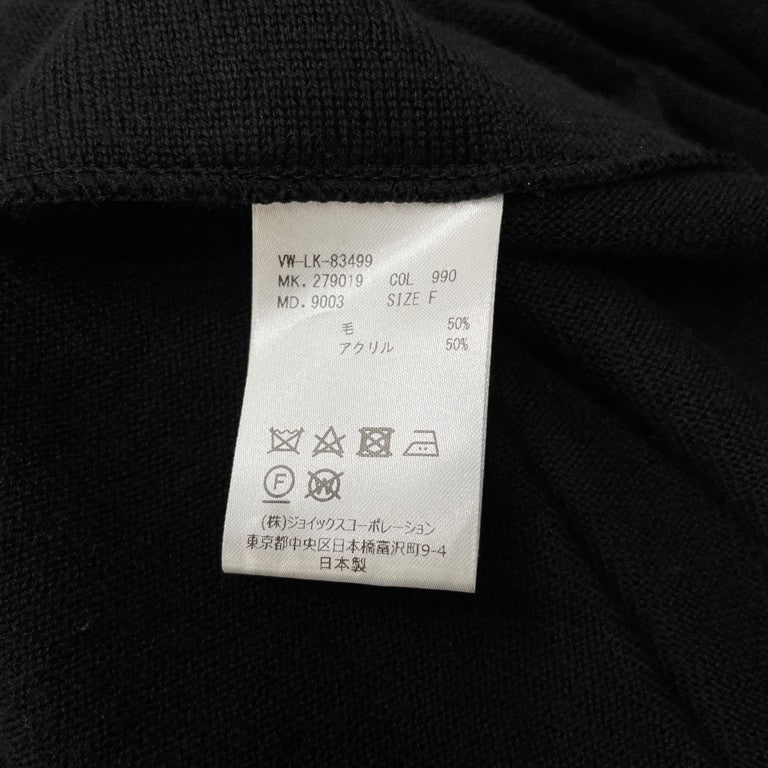 VW-LK-83499
MK. 279019 COL 990
MD. 9003 SIZE F
毛 50%
アクリル 50%
F W
(株)ジョイックスコーポレーション
東京都中央区日本橋富沢町9-4
日本製